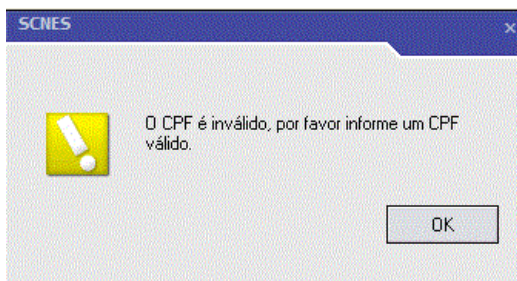 SCNES
O CPF é inválido, por favor informe um CPF
válido.
OK